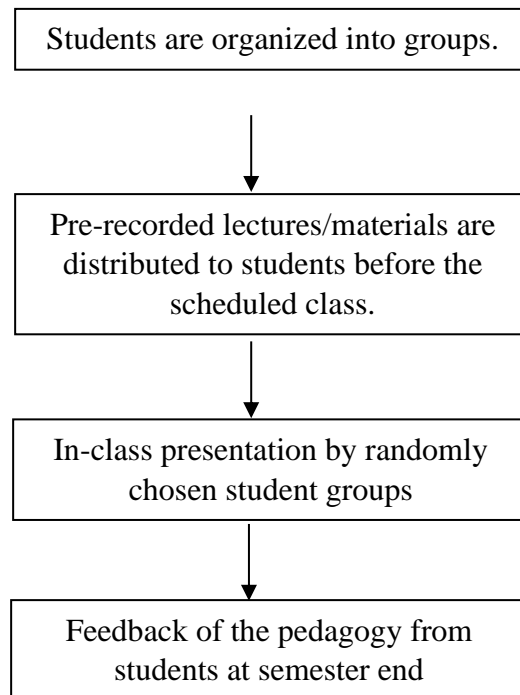 Students are organized into groups.
Pre-recorded lectures/materials are
distributed to students before the
scheduled class.
In-class presentation by randomly
chosen student groups
Feedback of the pedagogy from
students at semester end